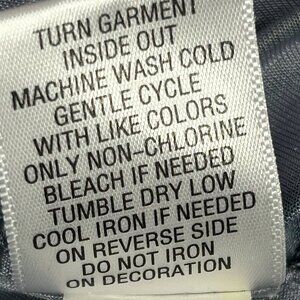 TURN GARMENT
INSIDE OUT
MACHINE WASH COLD
GENTLE CYCLE
WITH LIKE COLORS
ONLY NON-CHLORINE
BLEACH IF NEEDED
TUMBLE DRY LOW
COOL IRON IF NEEDED
ON REVERSE SIDE
DO NOT IRON
ON DECORATION